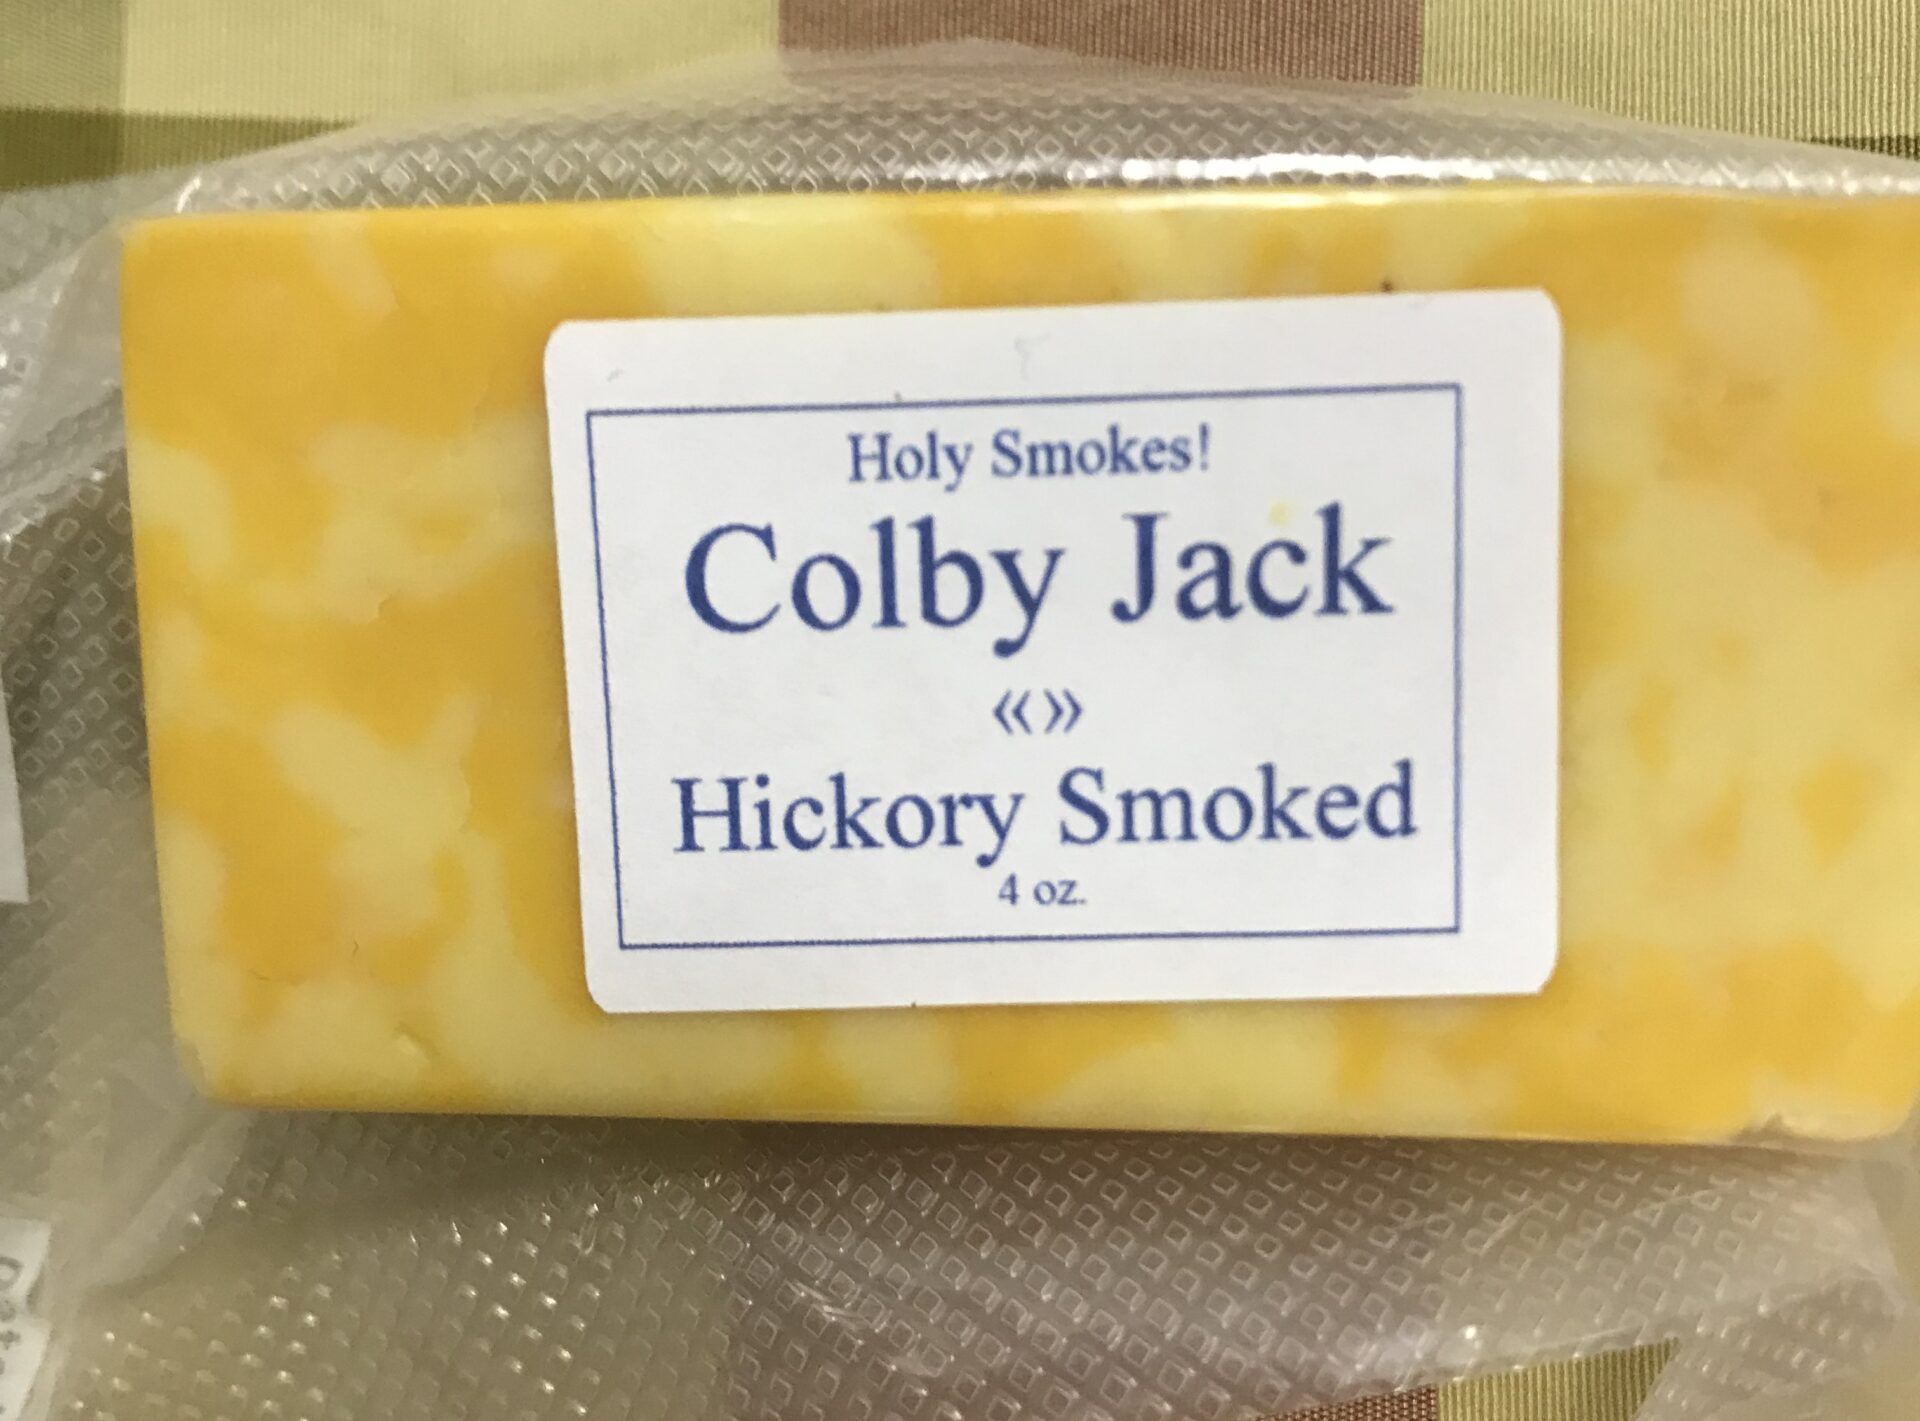 Holy Smokes!
Colby Jack
«»
Hickory Smoked
4 oz.